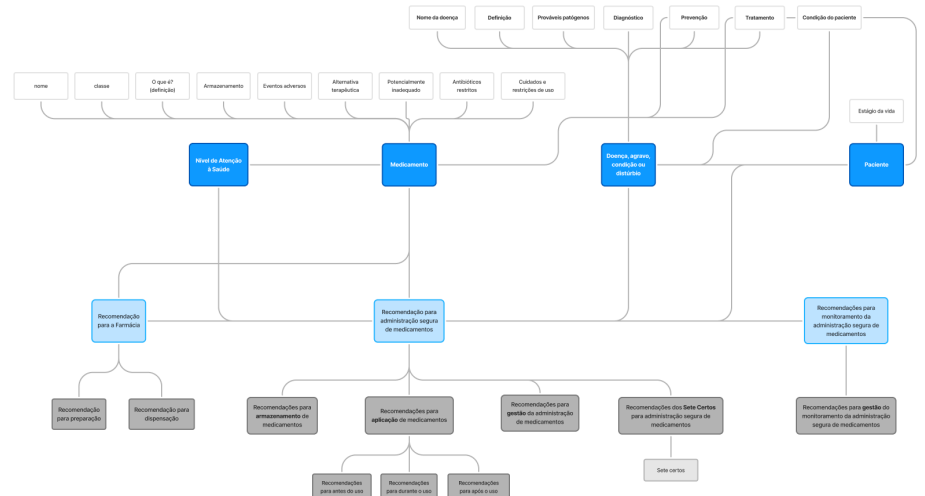 Nome da doença
Definição
Prováveis patógenos
Diagnóstico
Prevenção
Tratamento
Condição do paciente
nome
classe
O que é?
(definição)
Armazenamento
Eventos adversos
Alternativa
terapêutica
Potencialmente
inadequado
Antibióticos
restritos
Cuidados e
restrições de uso
Estágio da vida
Nível de Atenção
à Saúde
Medicamento
Doença, agravo,
condição ou
distúrbio
Paciente
Recomendação
para a Farmácia
Recomendação para
administração segura
de medicamentos
Recomendações para
monitoramento da
administração segura de
medicamentos
Recomendação
para preparação
Recomendação para
dispensação
Recomendações para
armazenamento de
medicamentos
Recomendações para
aplicação de medicamentos
Recomendações para
gestão da administração
de medicamentos
Recomendações dos Sete Certos
para administração segura de
medicamentos
Recomendações para gestão do
monitoramento da administração
segura de medicamentos
Sete certos
Recomendações
para antes do uso
Recomendações
para durante o uso
Recomendações
para após o uso